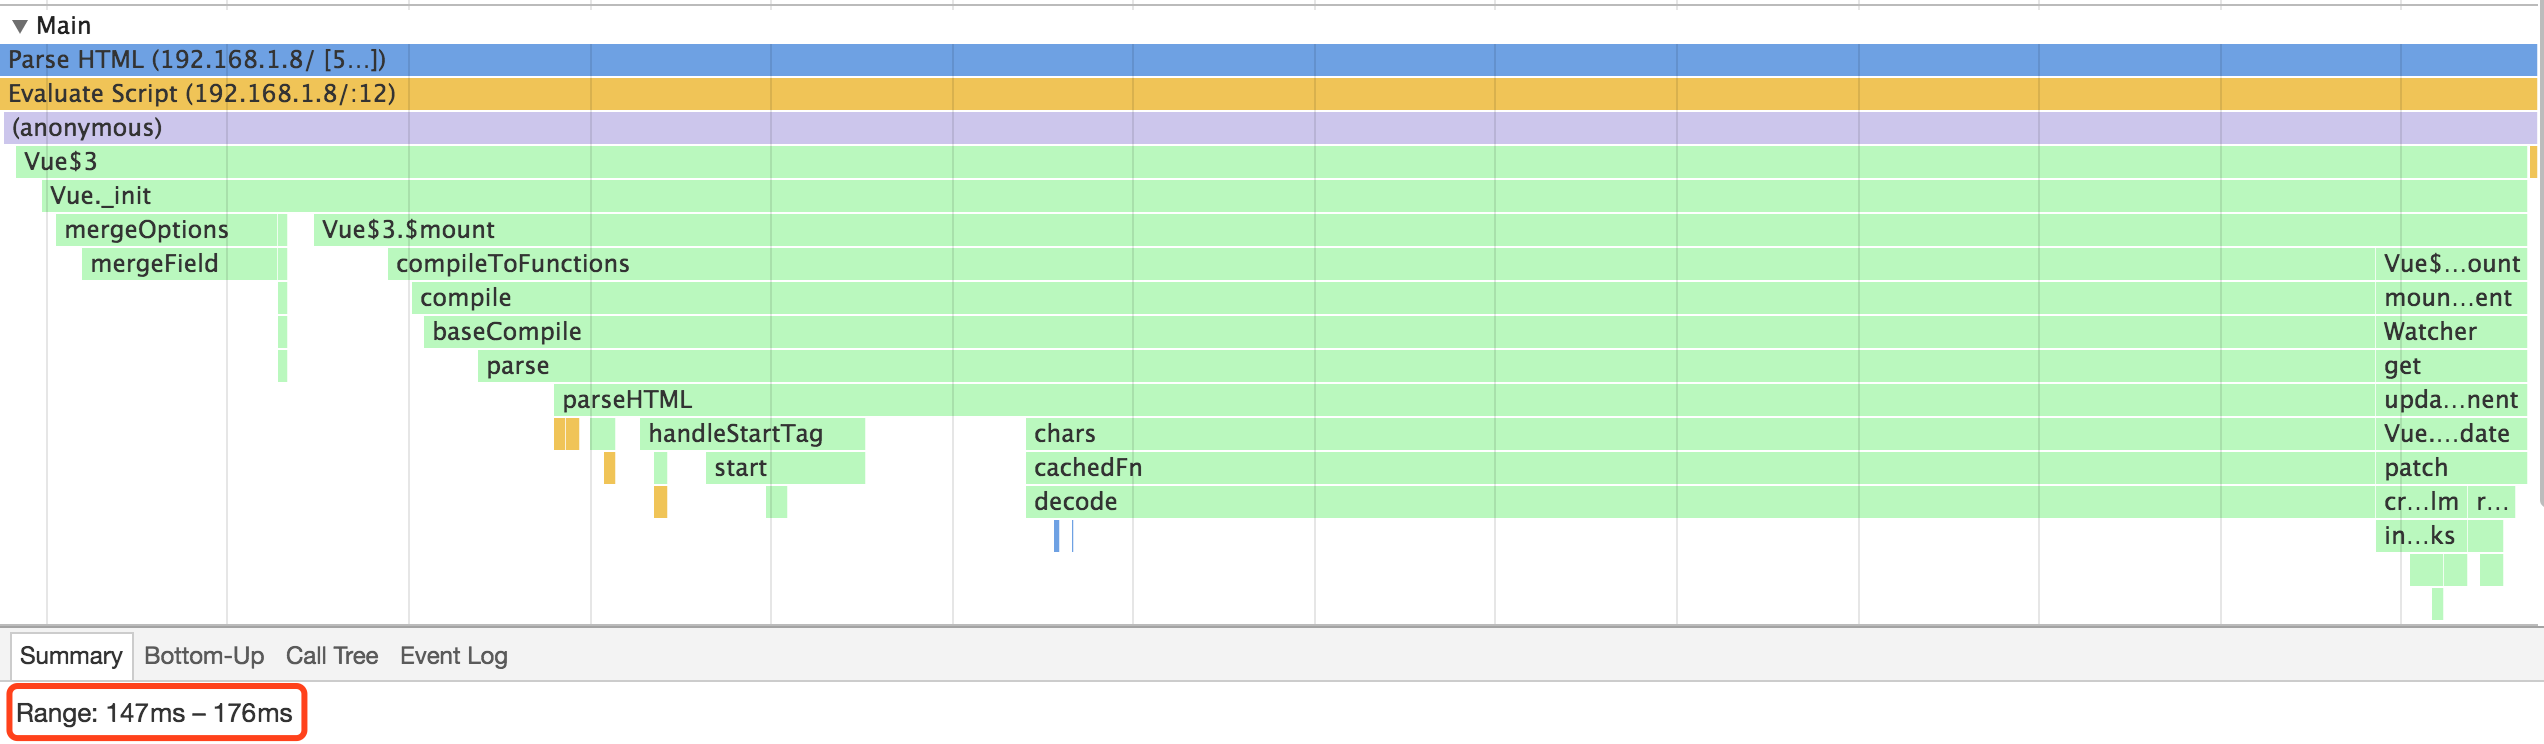 Main
Parse HTML (192.168.1.8/ [5…])
Evaluate Script (192.168.1.8/:12)
(anonymous)
Vue$3
Vue._init
mergeOptions Vue$3.$mount
mergeField compileToFunctions Vue$…ount
compile moun…ent
baseCompile Watcher
parse get
parseHTML upda…nent
handleStartTag chars Vue.…date
start cachedFn patch
decode cr…lm r…
in…ks
Summary Bottom-Up Call Tree Event Log
Range: 147ms – 176ms